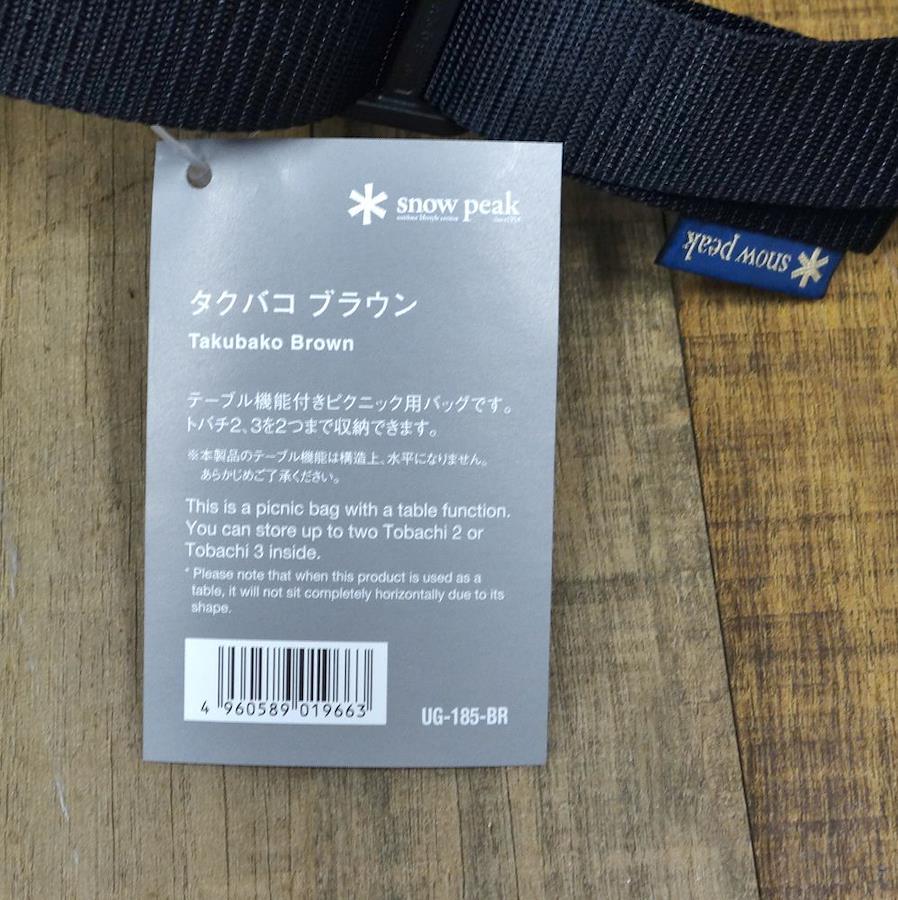 snow peak
outdoor lifestyle creator
since1958
snow peak
タクバコ ブラウン
Takubako Brown
テーブル機能付きピクニック用バッグです。
トバチ2、3を2つまで収納できます。
※本製品のテーブル機能は構造上、水平になりません。
あらかじめご了承ください。
This is a picnic bag with a table function.
You can store up to two Tobachi 2 or
Tobachi 3 inside.
* Please note that when this product is used as a
table, it will not sit completely horizontally due to its
shape.
4 960589 019663
UG-185-BR